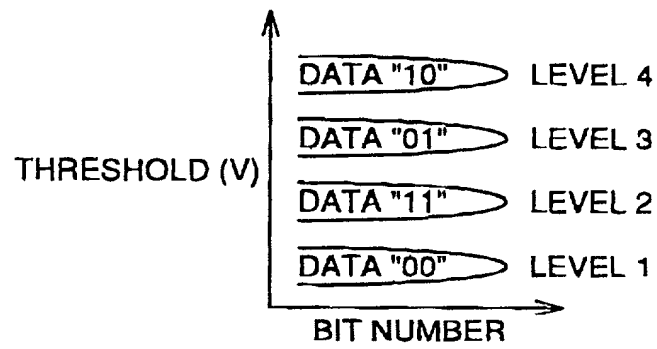 DATA "10" LEVEL 4
DATA "01" LEVEL 3
THRESHOLD (V)
DATA "11" LEVEL 2
DATA "00" LEVEL 1
BIT NUMBER